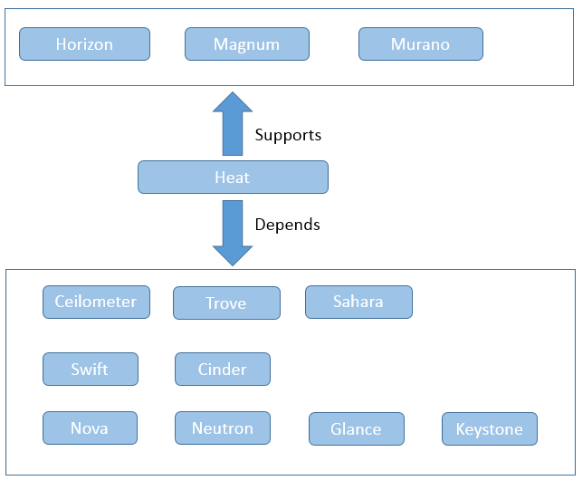 Horizon Magnum Murano
Supports
Heat
Depends
Ceilometer Trove Sahara
Swift Cinder
Nova Neutron Glance Keystone